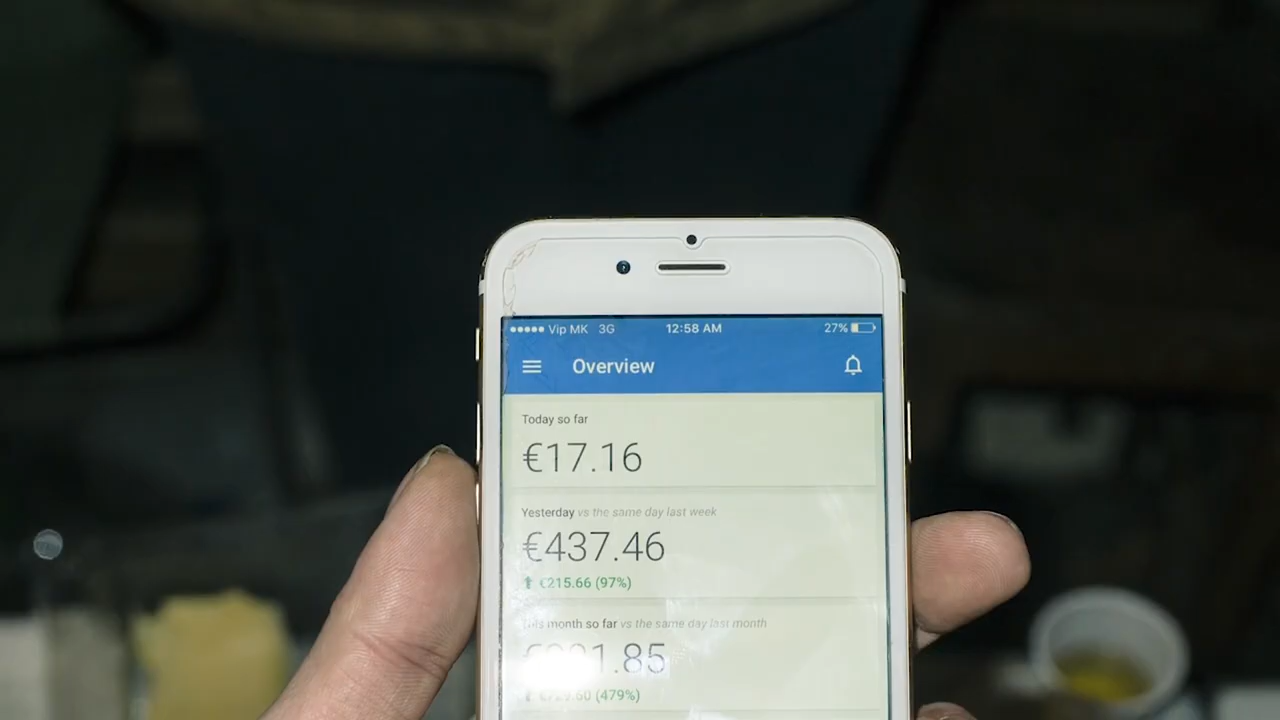 Vip MK 3G 12:58 AM 27%
Overview
Today so far
€17.16
Yesterday vs the same day last week
€437.46
€215.66 (97%)
this month so far vs the same day last month
(479%)